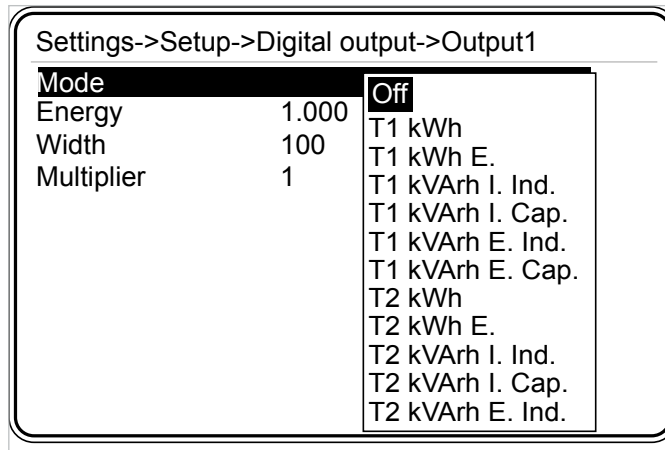 Settings->Setup->Digital output->Output1
Mode
Energy 1.000
Width 100
Multiplier 1
Off
T1 kWh
T1 kWh E.
T1 kVArh I. Ind.
T1 kVArh I. Cap.
T1 kVArh E. Ind.
T1 kVArh E. Cap.
T2 kWh
T2 kWh E.
T2 kVArh I. Ind.
T2 kVArh I. Cap.
T2 kVArh E. Ind.